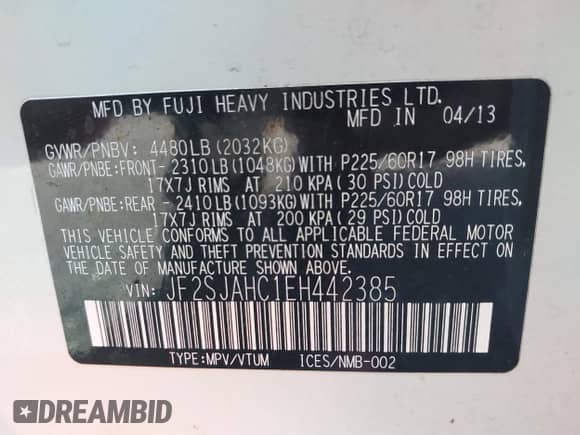 MFD BY FUJI HEAVY INDUSTRIES LTD.
MFD IN 04/13
GVWR/PNBV: 4480LB(2032KG)
GAWR/PNBE:FRONT-2310LB(1048KG)WITH P225/60R17 98H TIRES,
17X7J RIMS AT 210 KPA(30 PSI)COLD
GAWR/PNBE:REAR -2410LB(1093KG)WITH P225/60R17 98H TIRES,
17X7J RIMS AT 200 KPA(29 PSI)COLD
THIS VEHICLE CONFORMS TO ALL APPLICABLE FEDERAL MOTOR
VEHICLE SAFETY AND THEFT PREVENTION STANDARDS IN EFFECT
ON THE DATE OF MANUFACTURE SHOWN ABOVE.
VIN: JF2SJAHC1EH442385
TYPE:MPV/VTUM ICES/NMB-002
DREAMBID